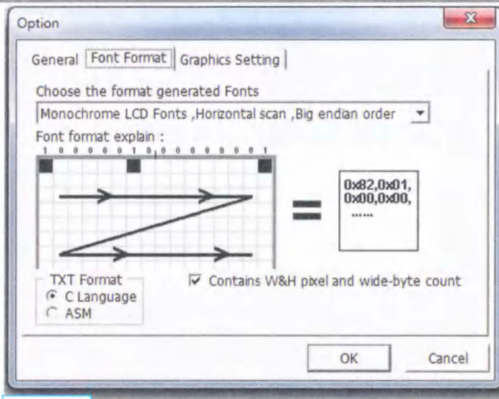 Option
General Font Format Graphics Setting
Choose the format generated Fonts
Monochrome LCD Fonts ,Horizontal scan ,Big endian order
Font format explain :
1 0 0 0 0 0 1 0 0 0 0 0 0 0 0 1
0x82,0x01,
0x00,0x00,
......
TXT Format
C Language
ASM
Contains W&H pixel and wide-byte count
OK Cancel